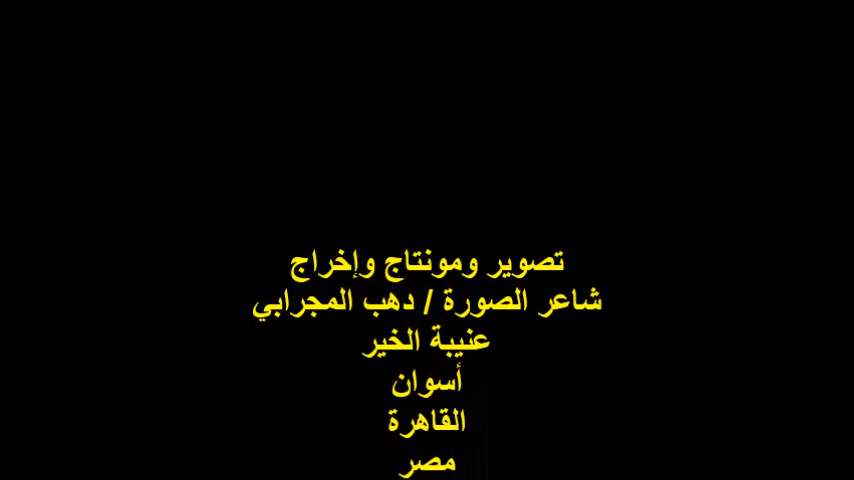 تصوير ومونتاج وإخراج
شاعر الصورة / دهب المجرابي
عنيبة الخير
أسوان
القاهرة
مصر